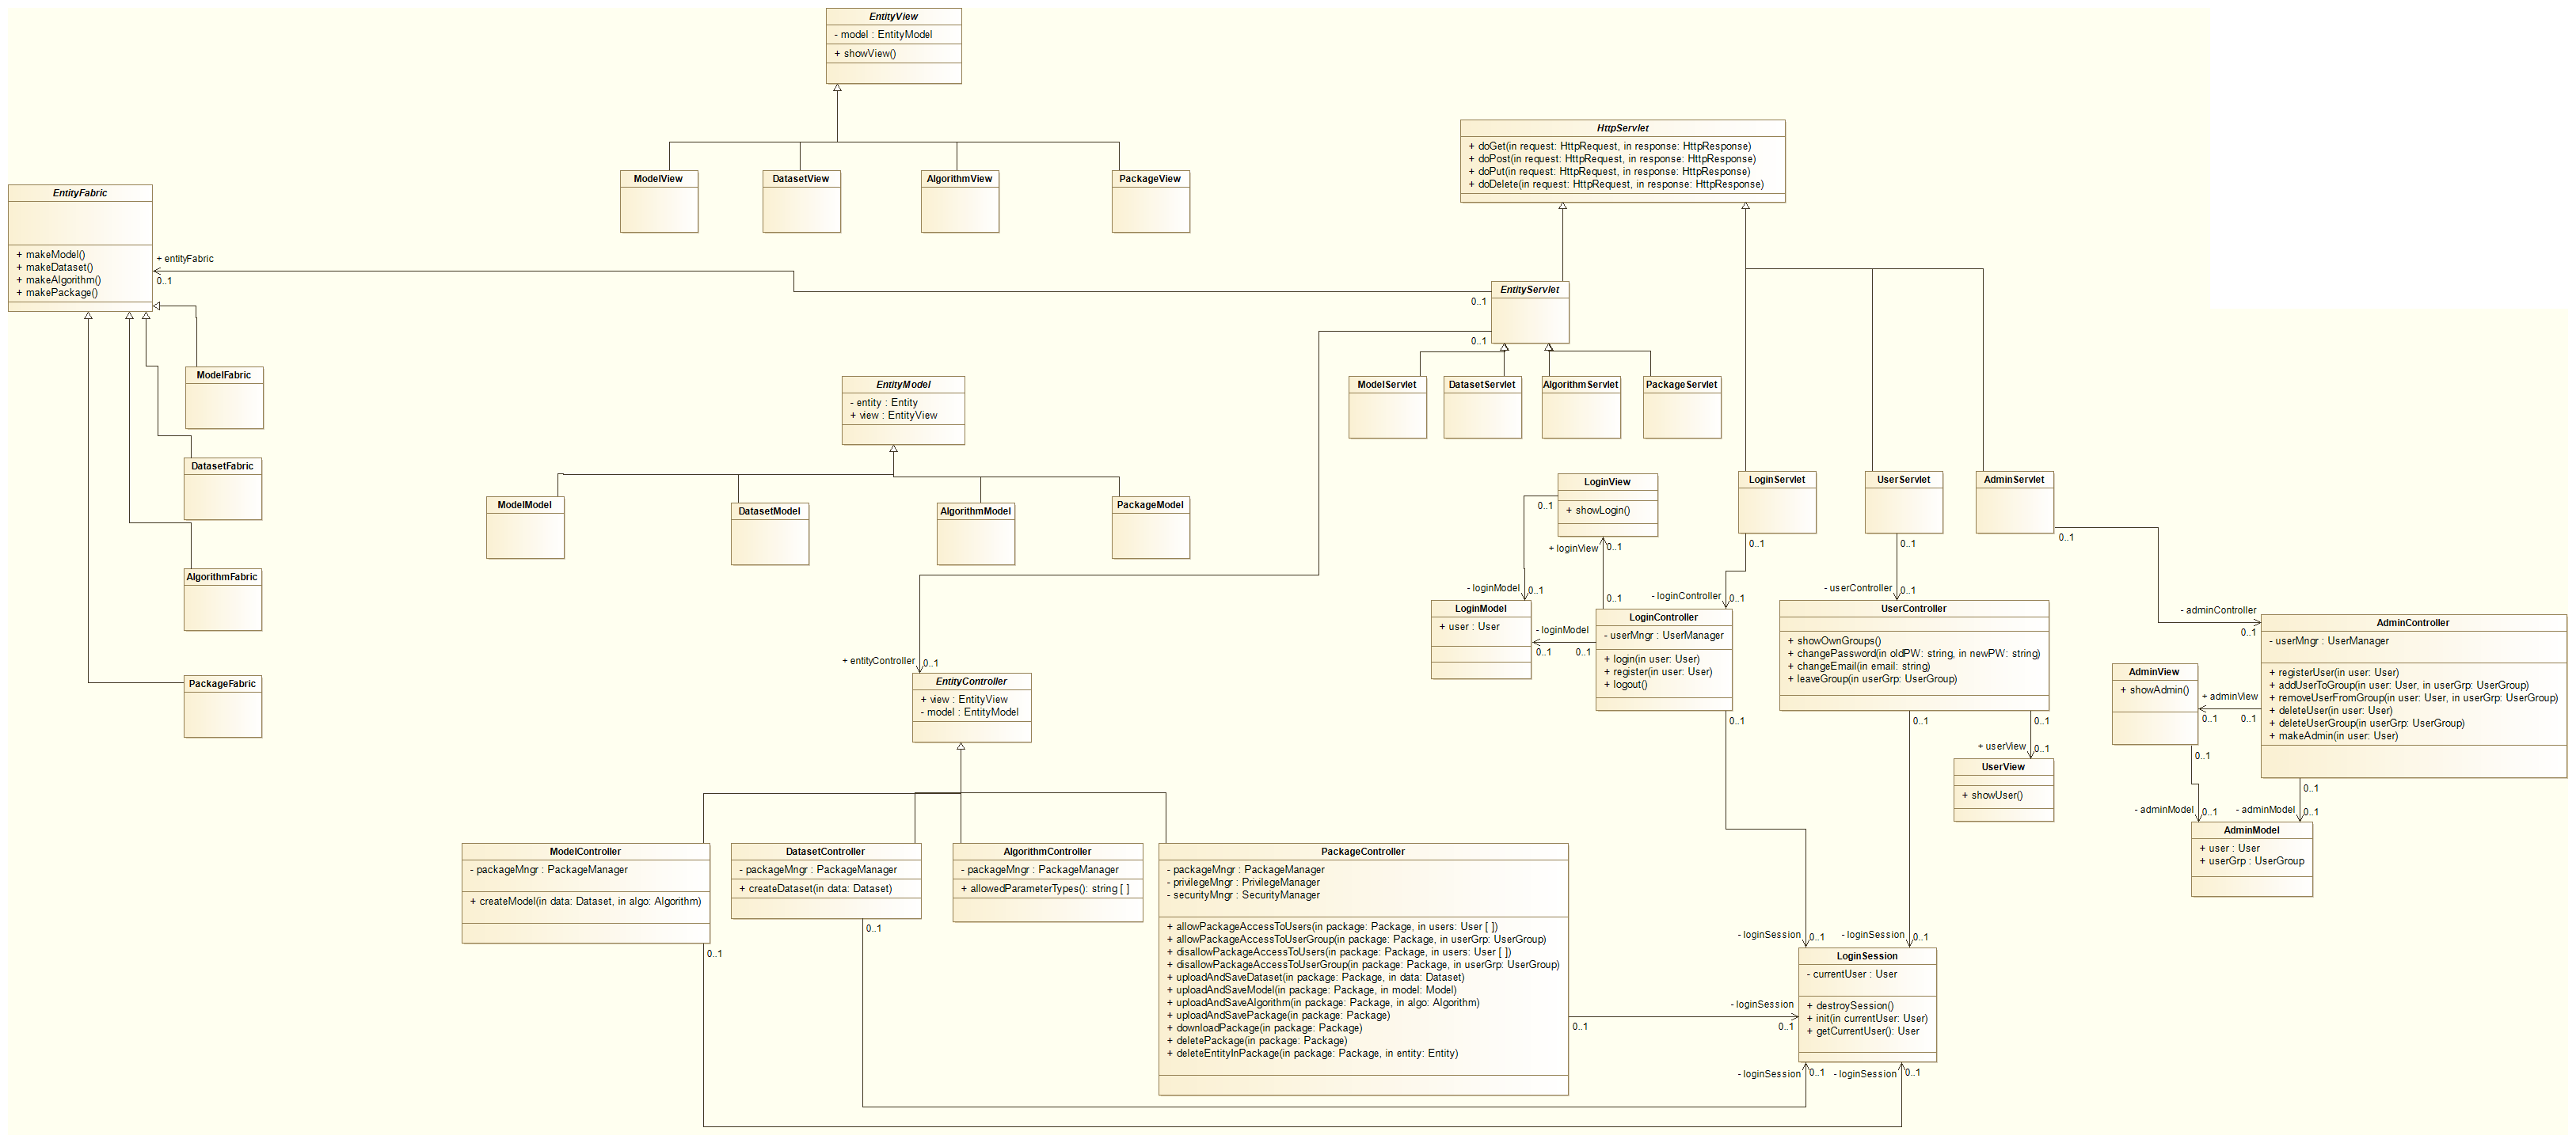 EntityView
- model : EntityModel
+ showView()
ModelView
DatasetView
AlgorithmView
PackageView
HttpServlet
+ doGet(in request: HttpRequest, in response: HttpResponse)
+ doPost(in request: HttpRequest, in response: HttpResponse)
+ doPut(in request: HttpRequest, in response: HttpResponse)
+ doDelete(in request: HttpRequest, in response: HttpResponse)
EntityFabric
+ makeModel()
+ makeDataset()
+ makeAlgorithm()
+ makePackage()
+ entityFabric
0..1
0..1
EntityServlet
0..1
ModelFabric
DatasetFabric
AlgorithmFabric
PackageFabric
ModelServlet
DatasetServlet
AlgorithmServlet
PackageServlet
EntityModel
- entity : Entity
+ view : EntityView
ModelModel
DatasetModel
AlgorithmModel
PackageModel
LoginServlet
0..1
UserServlet
0..1
AdminServlet
0..1
LoginView
+ showLogin()
0..1
+ loginView
0..1
- loginModel
0..1
LoginModel
+ user : User
- loginModel
0..1
0..1
0..1
- loginController
0..1
LoginController
- userMngr : UserManager
+ login(in user: User)
+ register(in user: User)
+ logout()
0..1
- userController
0..1
UserController
+ showOwnGroups()
+ changePassword(in oldPW: string, in newPW: string)
+ changeEmail(in email: string)
+ leaveGroup(in userGrp: UserGroup)
0..1
0..1
+ userView
0..1
UserView
+ showUser()
- adminController
0..1
AdminController
- userMngr : UserManager
+ registerUser(in user: User)
+ addUserToGroup(in user: User, in userGrp: UserGroup)
+ removeUserFromGroup(in user: User, in userGrp: UserGroup)
+ deleteUser(in user: User)
+ deleteUserGroup(in userGrp: UserGroup)
+ makeAdmin(in user: User)
AdminView
+ showAdmin()
+ adminView
0..1
0..1
0..1
0..1
- adminModel
0..1
- adminModel
0..1
AdminModel
+ user : User
+ userGrp : UserGroup
+ entityController
0..1
EntityController
+ view : EntityView
- model : EntityModel
ModelController
- packageMngr : PackageManager
+ createModel(in data: Dataset, in algo: Algorithm)
0..1
DatasetController
- packageMngr : PackageManager
+ createDataset(in data: Dataset)
0..1
AlgorithmController
- packageMngr : PackageManager
+ allowedParameterTypes(): string [ ]
PackageController
- packageMngr : PackageManager
- privilegeMngr : PrivilegeManager
- securityMngr : SecurityManager
+ allowPackageAccessToUsers(in package: Package, in users: User [ ])
+ allowPackageAccessToUserGroup(in package: Package, in userGrp: UserGroup)
+ disallowPackageAccessToUsers(in package: Package, in users: User [ ])
+ disallowPackageAccessToUserGroup(in package: Package, in userGrp: UserGroup)
+ uploadAndSaveDataset(in package: Package, in data: Dataset)
+ uploadAndSaveModel(in package: Package, in model: Model)
+ uploadAndSaveAlgorithm(in package: Package, in algo: Algorithm)
+ uploadAndSavePackage(in package: Package)
+ downloadPackage(in package: Package)
+ deletePackage(in package: Package)
+ deleteEntityInPackage(in package: Package, in entity: Entity)
0..1
- loginSession
0..1
- loginSession
0..1
- loginSession
0..1
LoginSession
- currentUser : User
+ destroySession()
+ init(in currentUser: User)
+ getCurrentUser(): User
- loginSession
0..1
- loginSession
0..1